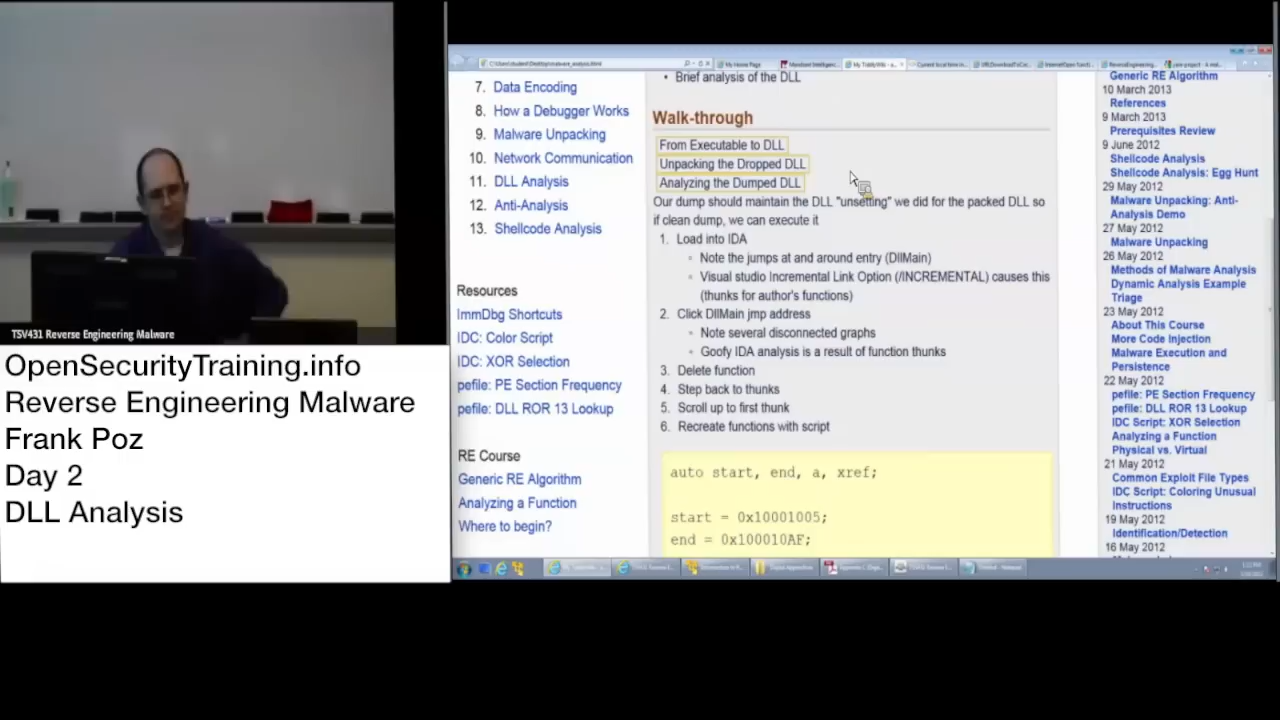 TSV431 Reverse Engineering Malware
OpenSecurityTraining.info
Reverse Engineering Malware
Frank Poz
Day 2
DLL Analysis
7. Data Encoding
8. How a Debugger Works
9. Malware Unpacking
10. Network Communication
11. DLL Analysis
12. Anti-Analysis
13. Shellcode Analysis
Resources
ImmDbg Shortcuts
IDC: Color Script
IDC: XOR Selection
pefile: PE Section Frequency
pefile: DLL ROR 13 Lookup
RE Course
Generic RE Algorithm
Analyzing a Function
Where to begin?
• Brief analysis of the DLL
Walk-through
From Executable to DLL
Unpacking the Dropped DLL
Analyzing the Dumped DLL
Our dump should maintain the DLL "unsetting" we did for the packed DLL so
if clean dump, we can execute it
1. Load into IDA
Note the jumps at and around entry (DllMain)
Visual studio Incremental Link Option (/INCREMENTAL) causes this
(thunks for author's functions)
2. Click DllMain jmp address
Note several disconnected graphs
Goofy IDA analysis is a result of function thunks
3. Delete function
4. Step back to thunks
5. Scroll up to first thunk
6. Recreate functions with script
auto start, end, a, xref;
start = 0x10001005;
end = 0x100010AF;
Generic RE Algorithm
10 March 2013
References
9 March 2013
Prerequisites Review
9 June 2012
Shellcode Analysis
Shellcode Analysis: Egg Hunt
29 May 2012
Malware Unpacking: Anti-
Analysis Demo
27 May 2012
Malware Unpacking
26 May 2012
Methods of Malware Analysis
Dynamic Analysis Example
Triage
23 May 2012
About This Course
More Code Injection
Malware Execution and
Persistence
22 May 2012
pefile: PE Section Frequency
pefile: DLL ROR 13 Lookup
IDC Script: XOR Selection
Analyzing a Function
Physical vs. Virtual
21 May 2012
Common Exploit File Types
IDC Script: Coloring Unusual
Instructions
19 May 2012
Identification/Detection
16 May 2012